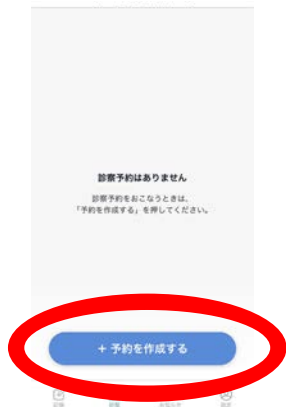 診察予約はありません
診察予約をおこなうときは、
「予約を作成する」を押してください。
+ 予約を作成する